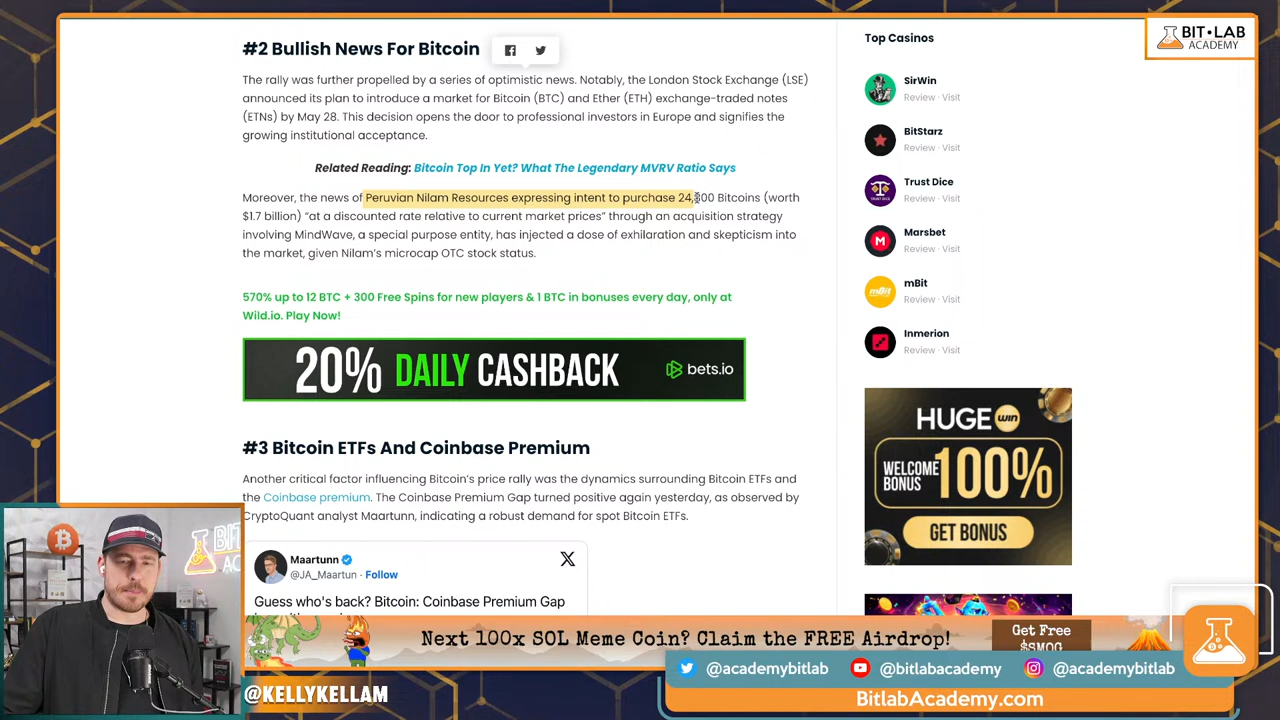 #2 Bullish News For Bitcoin
The rally was further propelled by a series of optimistic news. Notably, the London Stock Exchange (LSE)
announced its plan to introduce a market for Bitcoin (BTC) and Ether (ETH) exchange-traded notes
(ETNs) by May 28. This decision opens the door to professional investors in Europe and signifies the
growing institutional acceptance.
Related Reading: Bitcoin Top In Yet? What The Legendary MVRV Ratio Says
Moreover, the news of Peruvian Nilam Resources expressing intent to purchase 24,800 Bitcoins (worth
$1.7 billion) “at a discounted rate relative to current market prices” through an acquisition strategy
involving MindWave, a special purpose entity, has injected a dose of exhilaration and skepticism into
the market, given Nilam’s microcap OTC stock status.
570% up to 12 BTC + 300 Free Spins for new players & 1 BTC in bonuses every day, only at
Wild.io. Play Now!
20% DAILY CASHBACK
bets.io
#3 Bitcoin ETFs And Coinbase Premium
Another critical factor influencing Bitcoin’s price rally was the dynamics surrounding Bitcoin ETFs and
the Coinbase premium. The Coinbase Premium Gap turned positive again yesterday, as observed by
CryptoQuant analyst Maartunn, indicating a robust demand for spot Bitcoin ETFs.
Maartunn
@JA_Maartun · Follow
Guess who's back? Bitcoin: Coinbase Premium Gap
Top Casinos
SirWin
Review · Visit
BitStarz
Review · Visit
Trust Dice
Review · Visit
Marsbet
Review · Visit
mBit
Review · Visit
Inmerion
Review · Visit
HUGE win
WELCOME BONUS 100%
GET BONUS
BIT·LAB
ACADEMY
Next 100x SOL Meme Coin? Claim the FREE Airdrop!
Get Free
$SMOG
@academybitlab
@bitlabacademy
@academybitlab
@KELLYKELLAM
BitlabAcademy.com